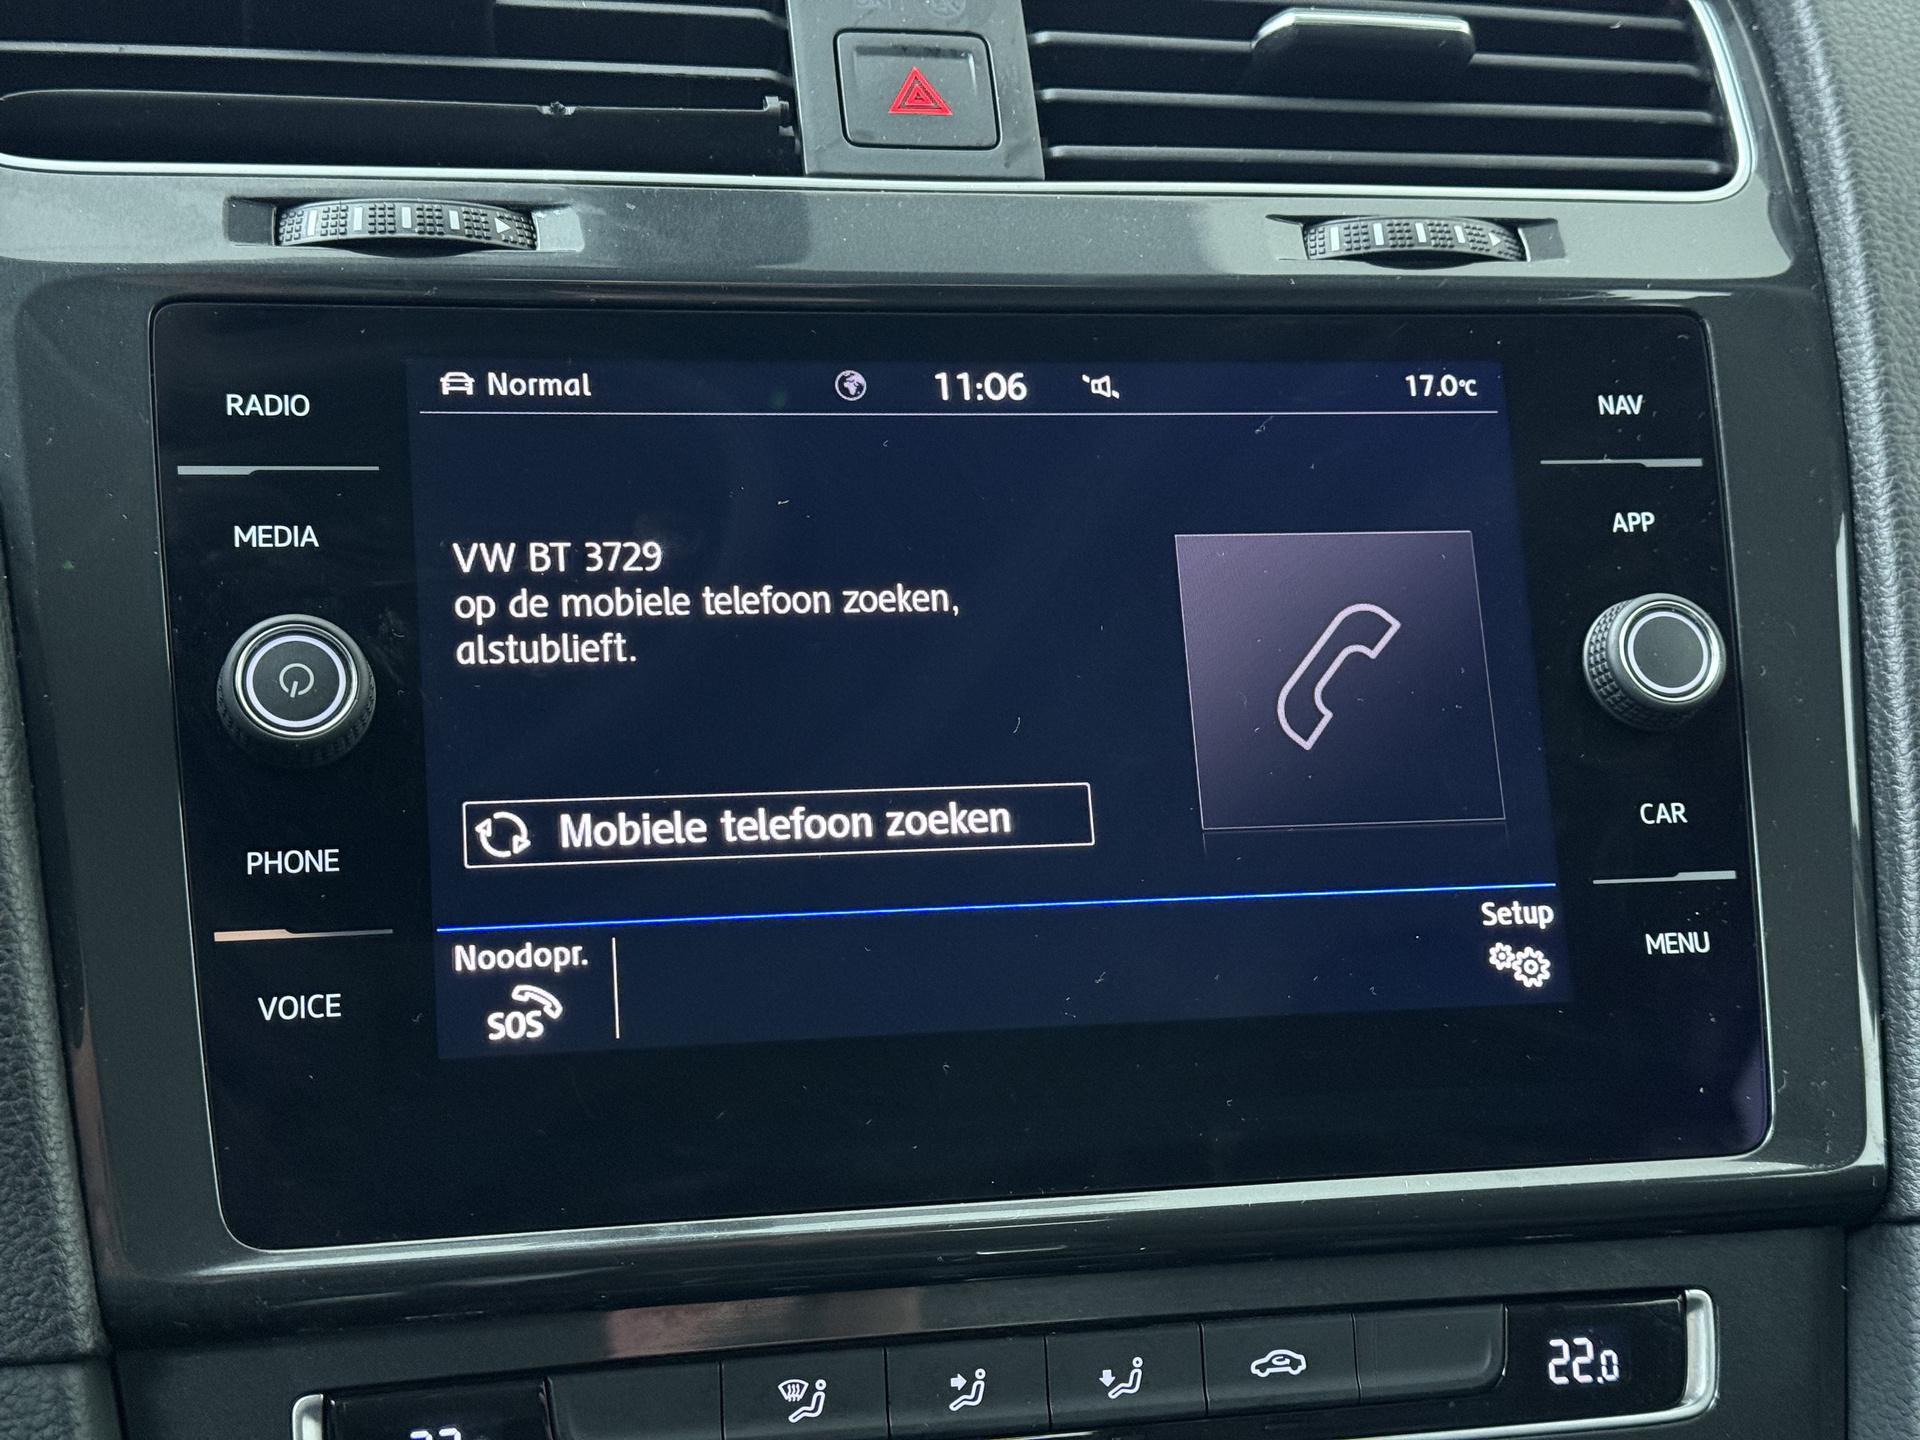 Normal
11:06
17.0°C
RADIO
MEDIA
PHONE
VOICE
VW BT 3729
op de mobiele telefoon zoeken,
alstublieft.
Mobiele telefoon zoeken
Noodopr.
SOS
Setup
NAV
APP
CAR
MENU
22.0